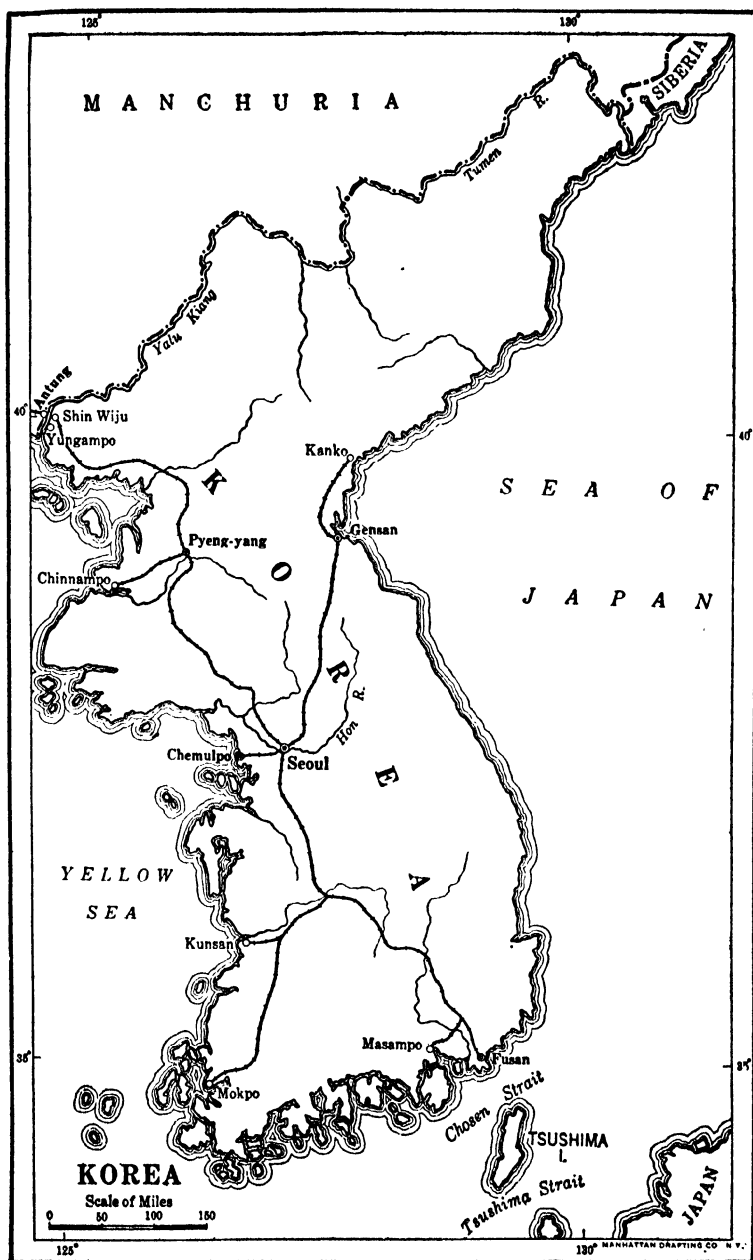 125°
130°
MANCHURIA
SIBERIA
Tumen R.
Yalu Kiang
Antung
40°
Shin Wiju
Yungampo
40°
Kanko
SEA OF
JAPAN
Gensan
Pyeng-yang
Chinnampo
KOREA
Hon R.
Chemulpo
Seoul
YELLOW
SEA
Kunsan
Masampo
Fusan
35°
35°
Mokpo
Chosen Strait
TSUSHIMA
I.
Tsushima Strait
JAPAN
KOREA
Scale of Miles
0 50 100 150
125°
130°
MANHATTAN DRAFTING CO N.Y.